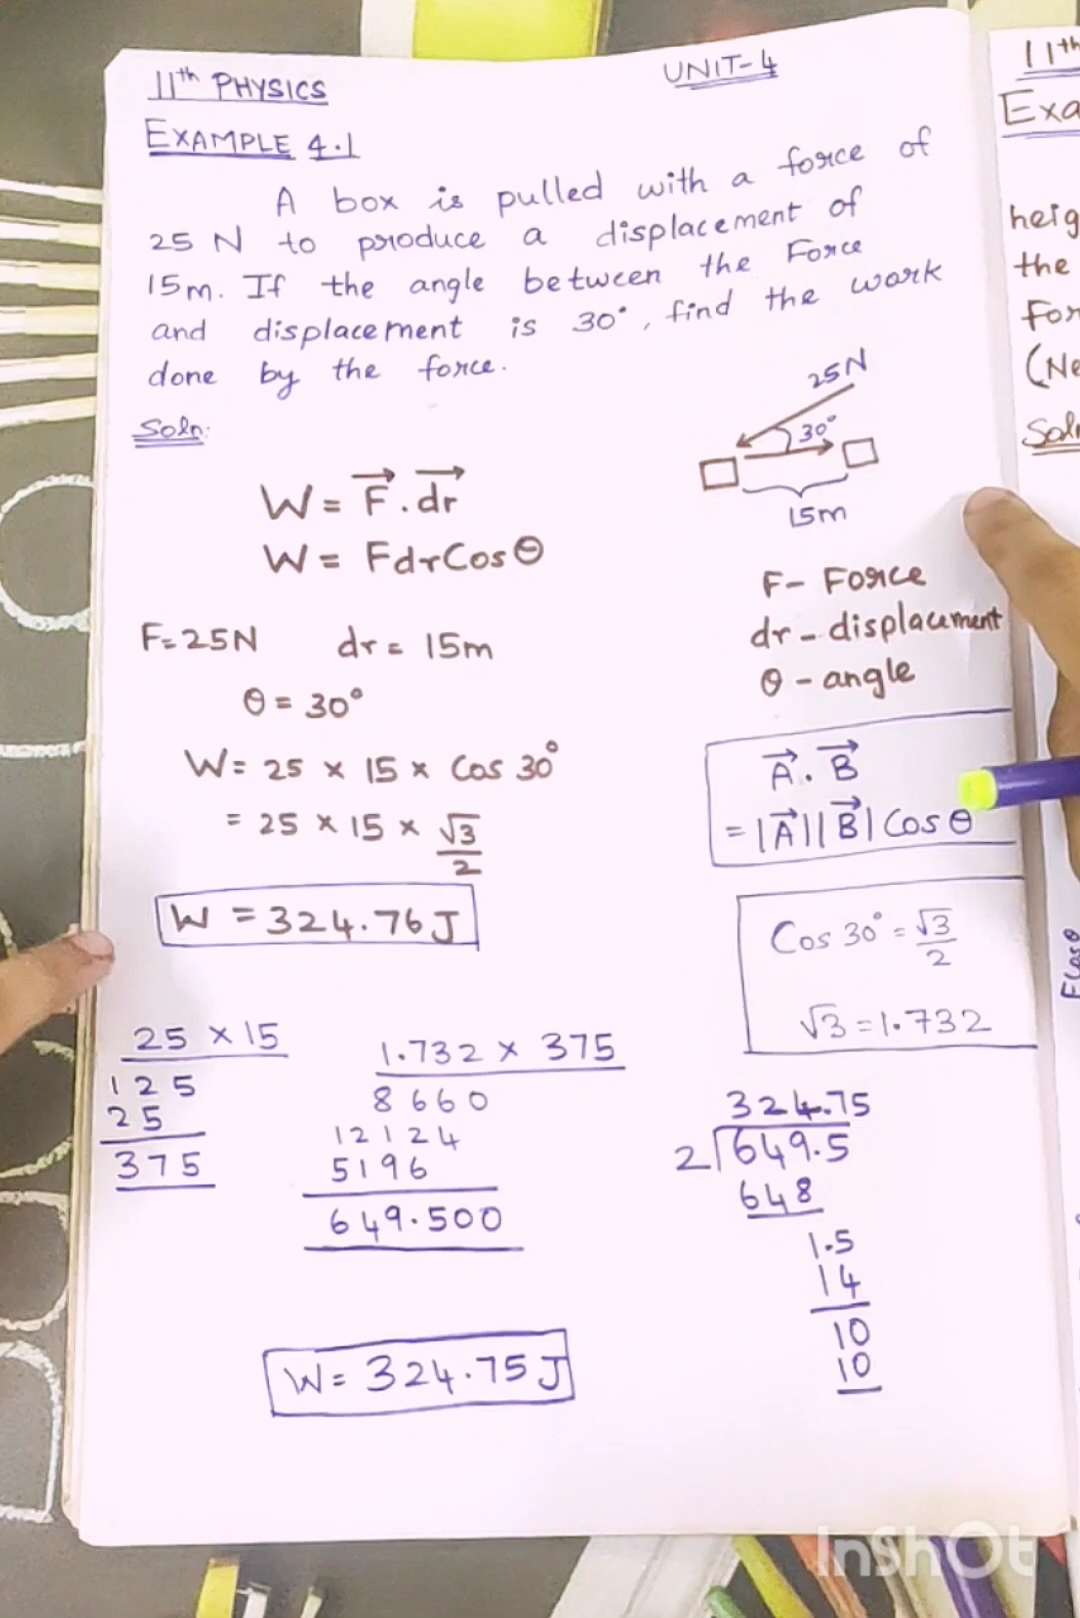 11th PHYSICS
UNIT-4
EXAMPLE 4.1
A box is pulled with a force of
25 N to produce a displacement of
15m. If the angle between the Force
and displacement is 30°, find the work
done by the force.
Soln:
25N
30°
15m
W = F⃗ . dr⃗
W = FdrCosθ
F- Force
dr - displacement
θ - angle
F=25N dr = 15m
θ = 30°
W= 25 × 15 × Cos 30°
= 25 × 15 × √3/2
W = 324.76J
A⃗ . B⃗
= |A⃗||B⃗| Cosθ
Cos 30° = √3/2
√3 = 1.732
25 × 15
125
25
375
1.732 × 375
8660
12124
5196
649.500
324.75
2 649.5
648
1.5
14
10
10
W= 324.75J
11th
Exa
heig
the
For
(Ne
Soln
FCosθ
InShOt